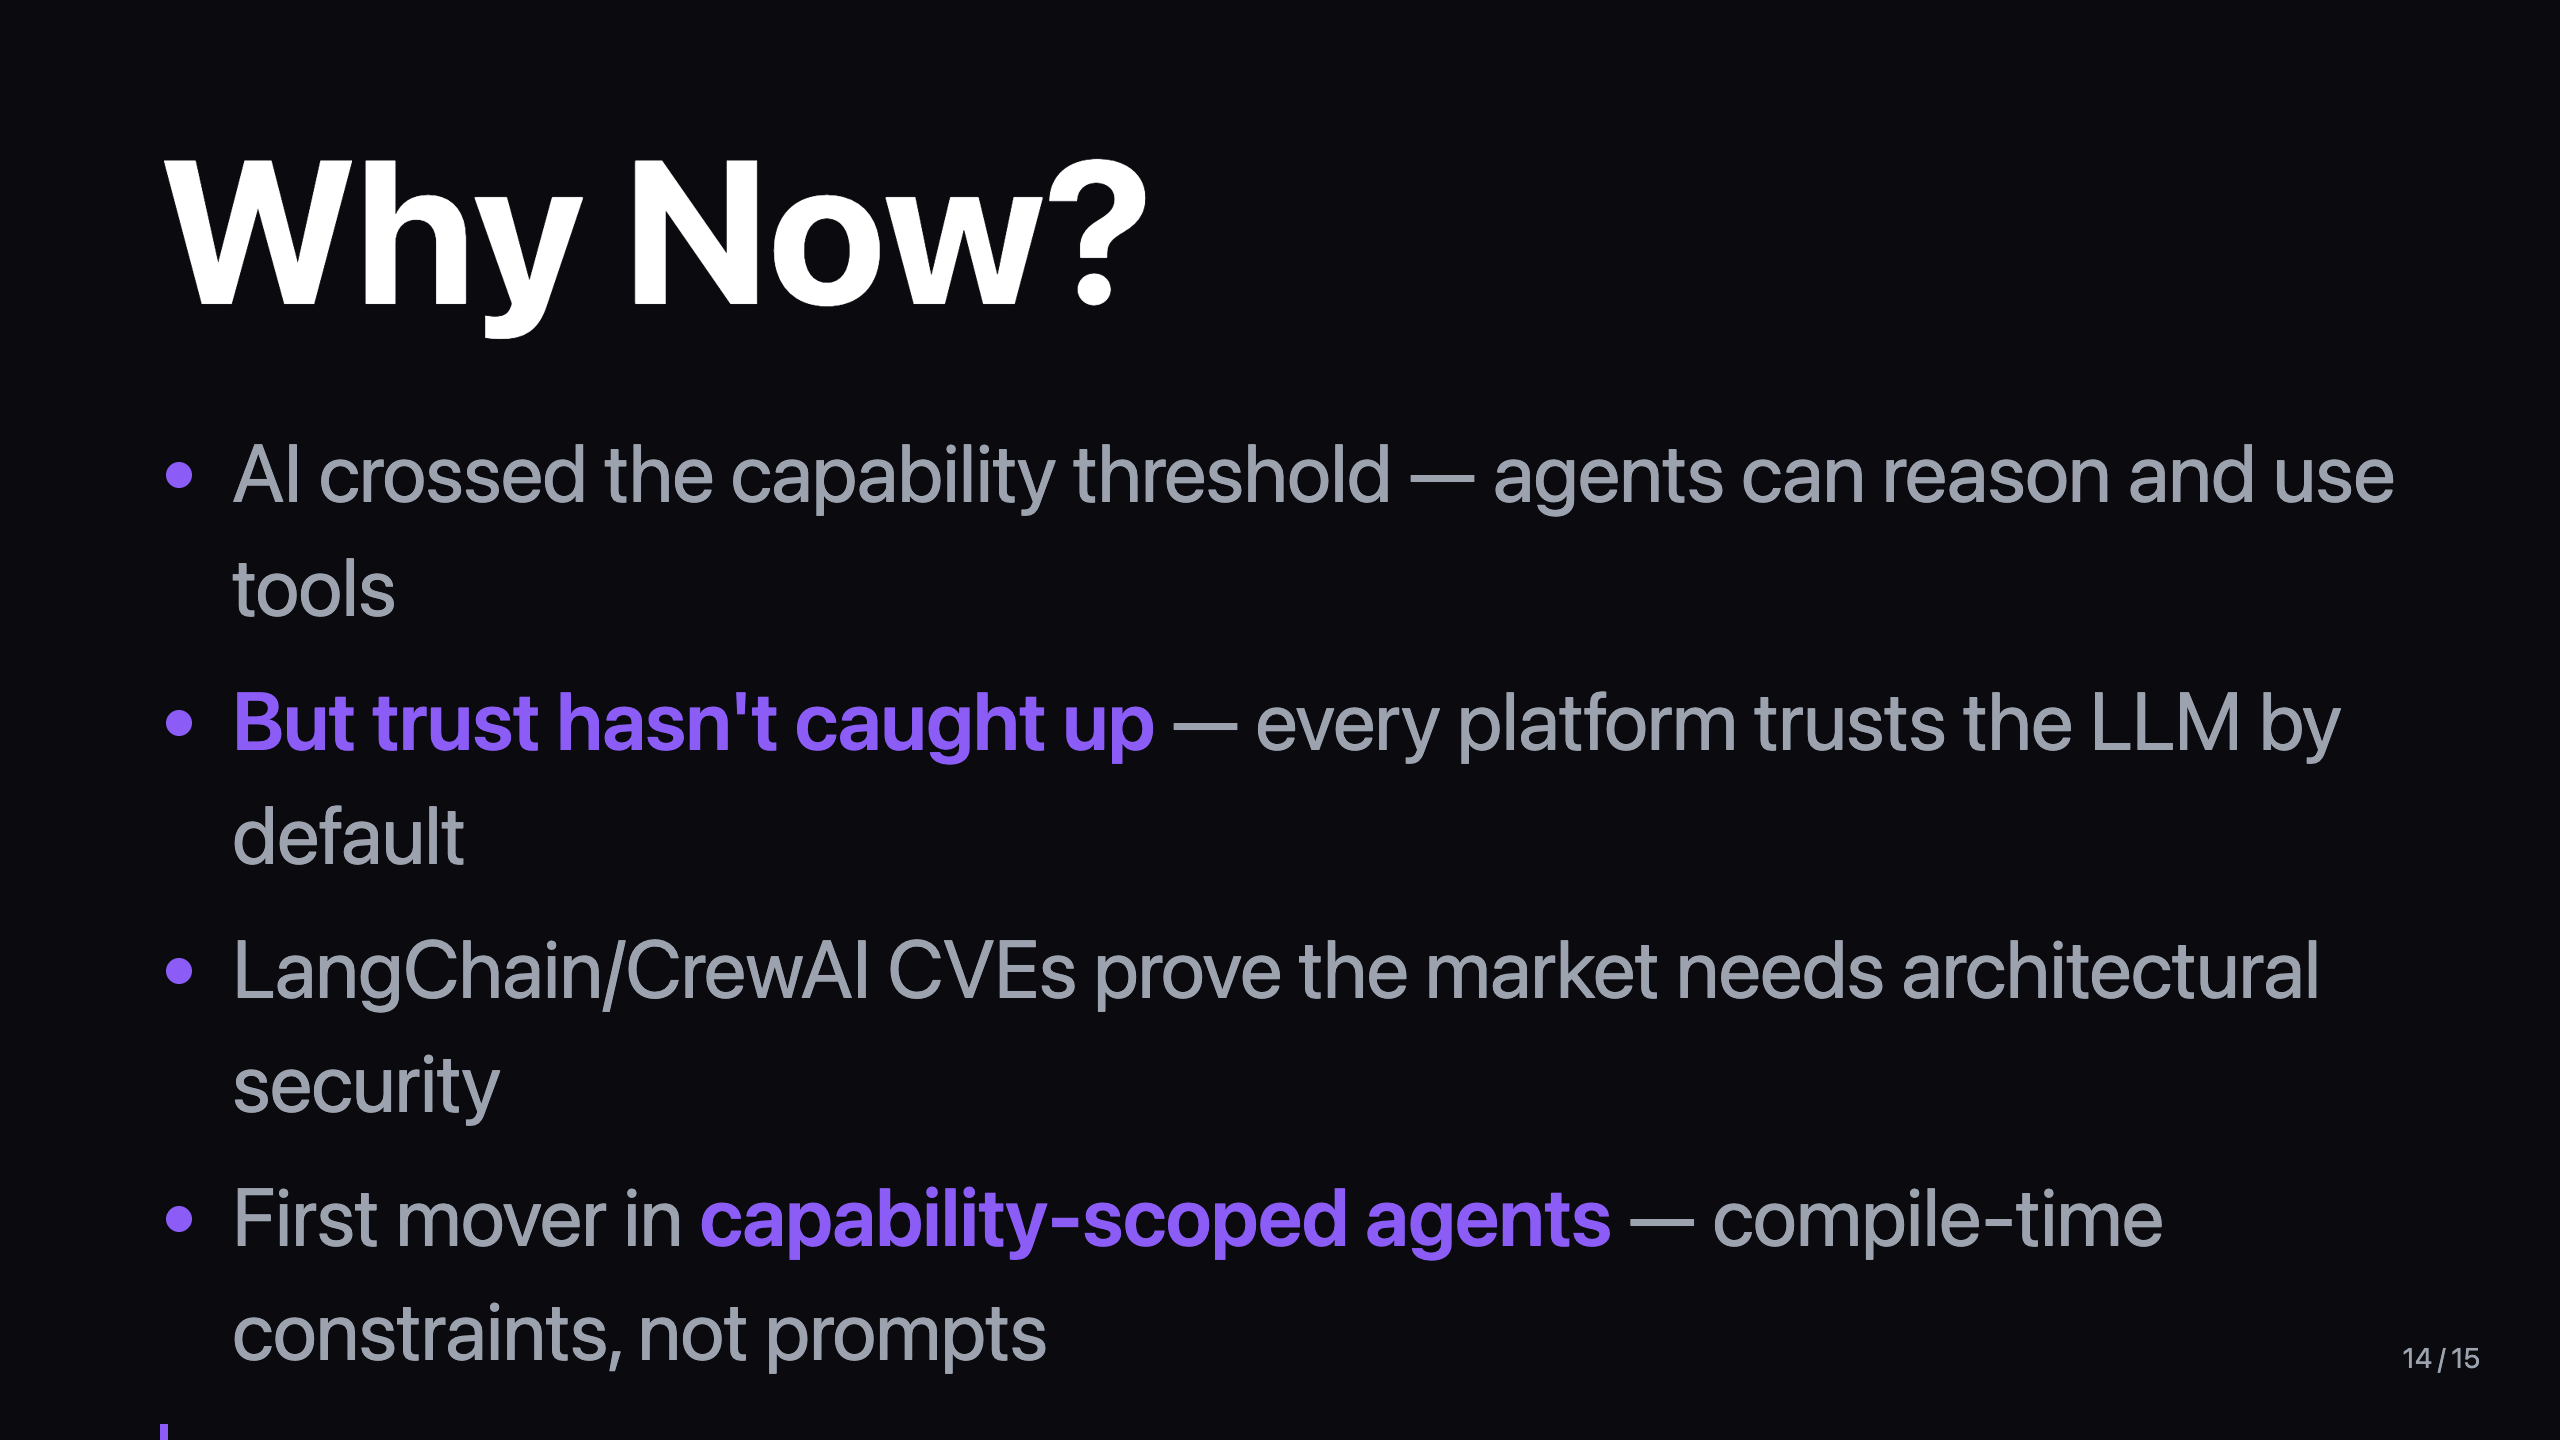 Why Now?
• AI crossed the capability threshold — agents can reason and use
tools
• But trust hasn't caught up — every platform trusts the LLM by
default
• LangChain/CrewAI CVEs prove the market needs architectural
security
• First mover in capability-scoped agents — compile-time
constraints, not prompts
14 / 15